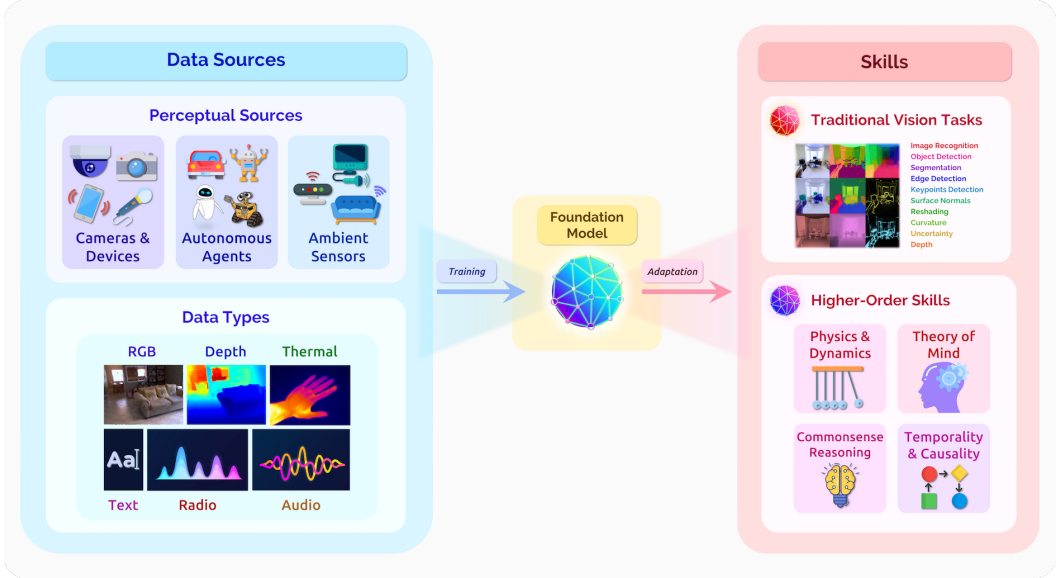 Data Sources
Perceptual Sources
Cameras &
Devices
Autonomous
Agents
Ambient
Sensors
Data Types
RGB
Depth
Thermal
Aa
Text
Radio
Audio
Training
Foundation
Model
Adaptation
Skills
Traditional Vision Tasks
Image Recognition
Object Detection
Segmentation
Edge Detection
Keypoints Detection
Surface Normals
Reshading
Curvature
Uncertainty
Depth
Higher-Order Skills
Physics &
Dynamics
Theory of
Mind
Commonsense
Reasoning
Temporality
& Causality